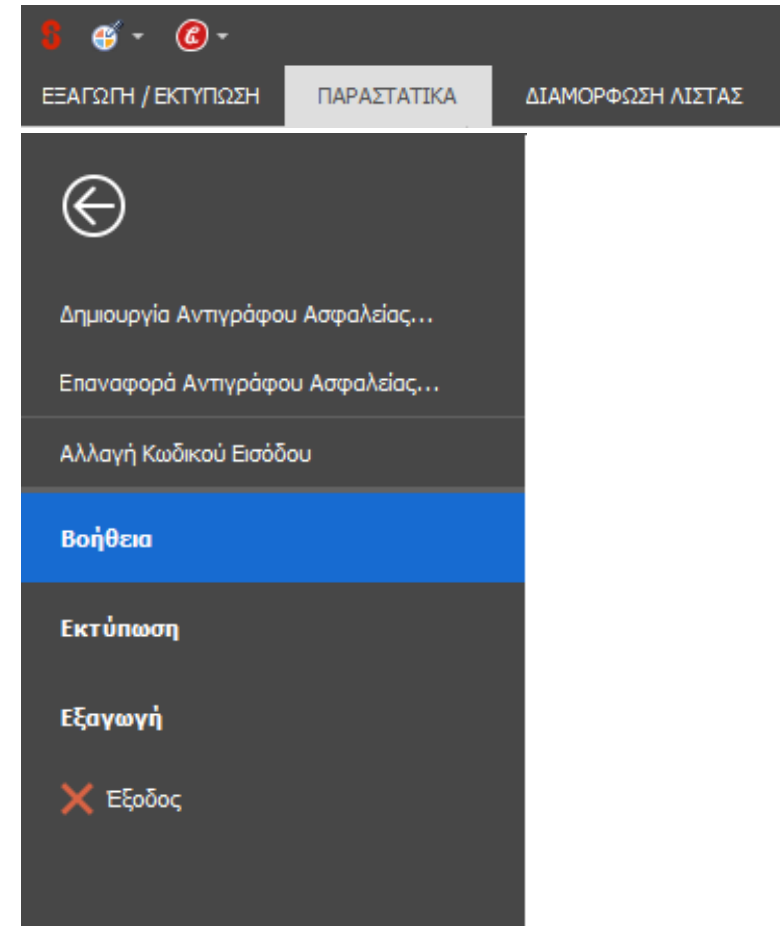 ΕΞΑΓΩΓΗ / ΕΚΤΥΠΩΣΗ ΠΑΡΑΣΤΑΤΙΚΑ ΔΙΑΜΟΡΦΩΣΗ ΛΙΣΤΑΣ
Δημιουργία Αντιγράφου Ασφαλείας...
Επαναφορά Αντιγράφου Ασφαλείας...
Αλλαγή Κωδικού Εισόδου
Βοήθεια
Εκτύπωση
Εξαγωγή
Έξοδος